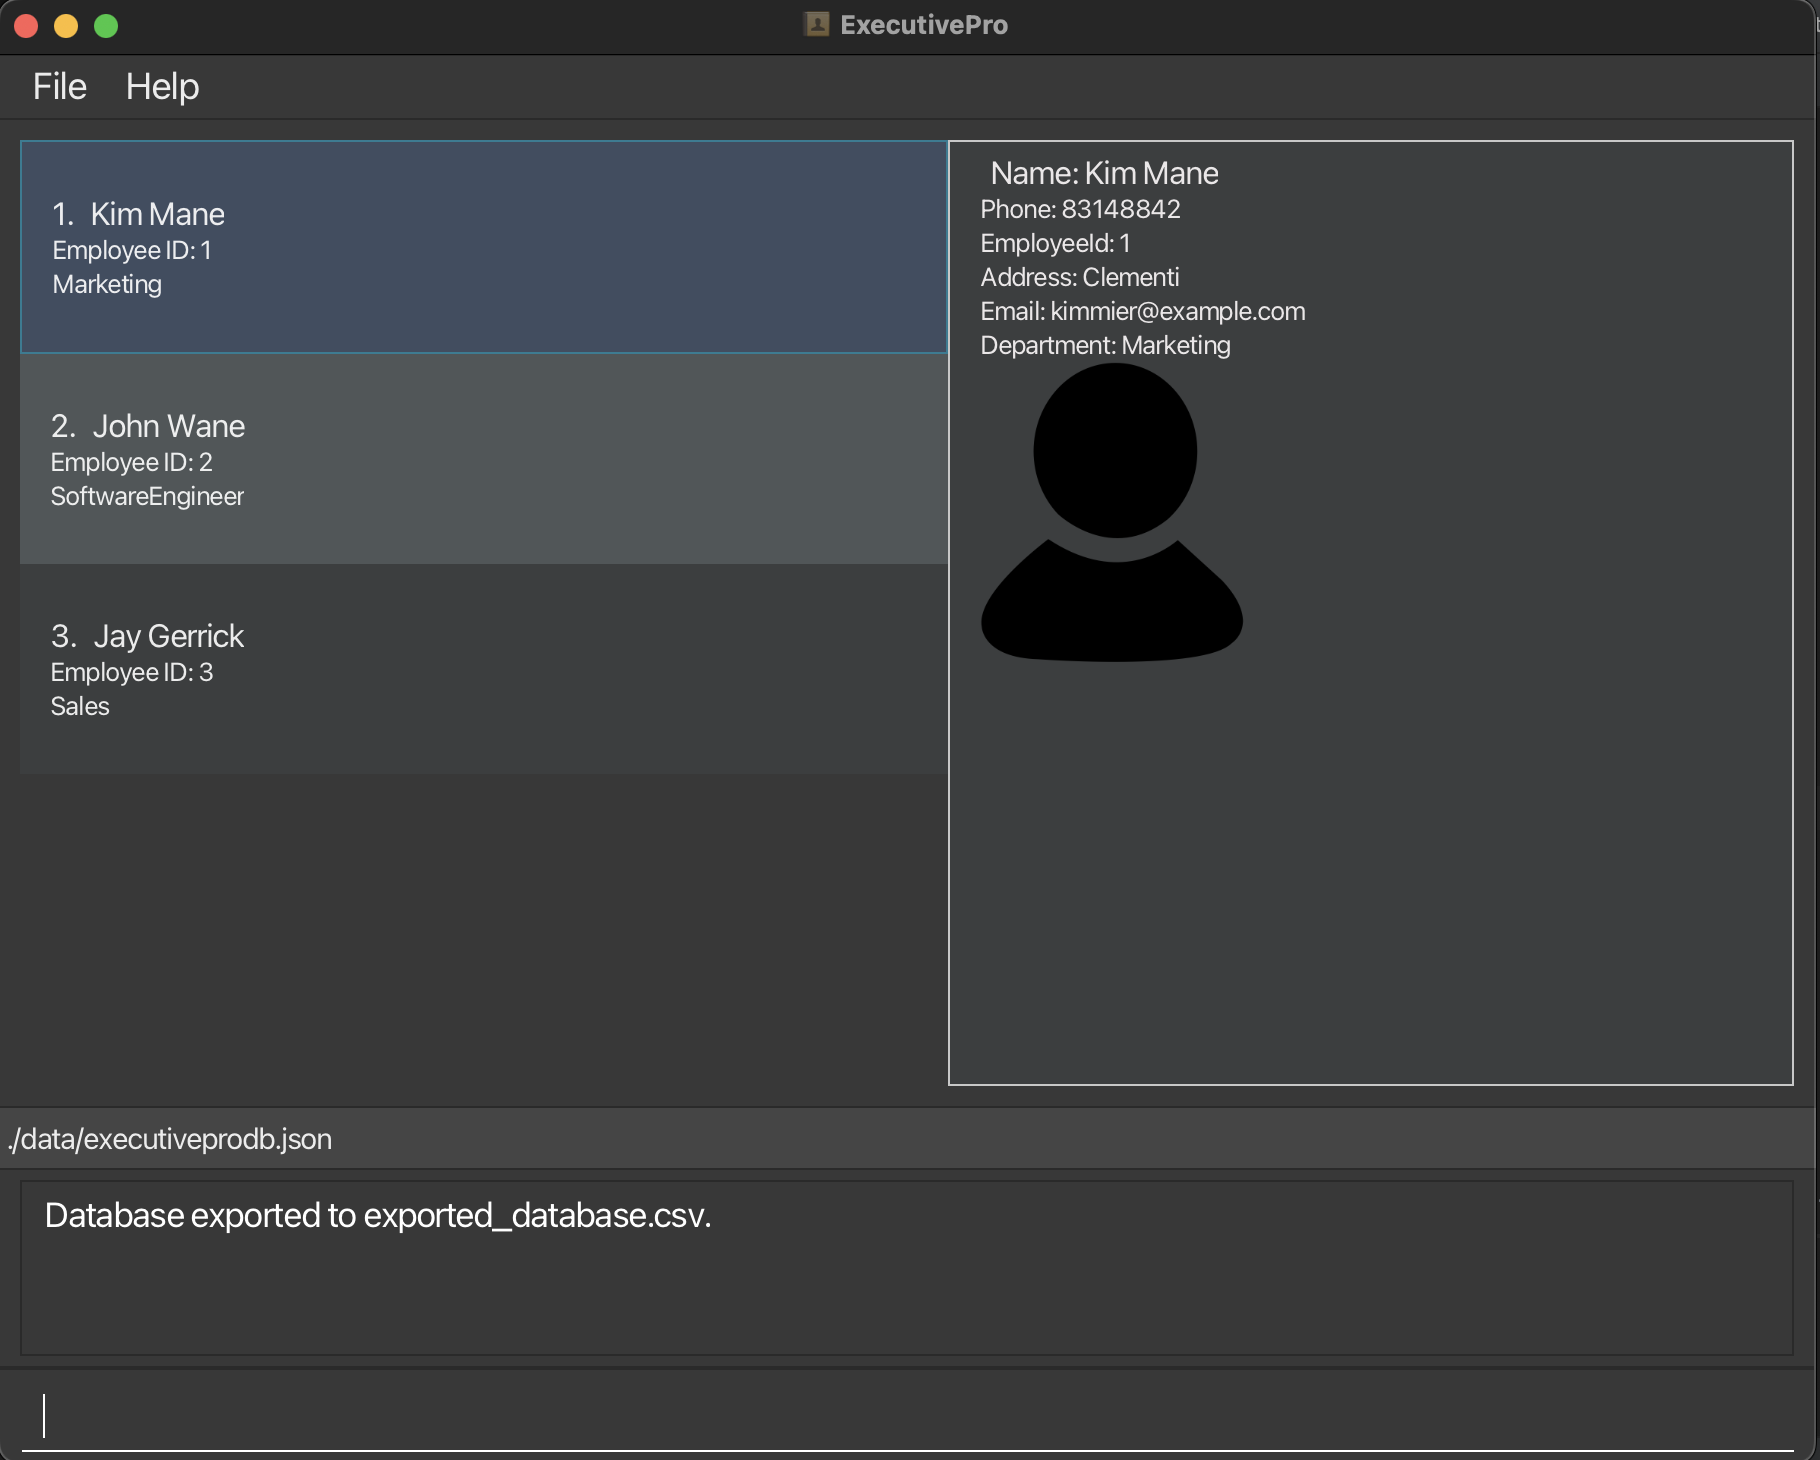 ExecutivePro
File Help
1. Kim Mane
Employee ID: 1
Marketing
2. John Wane
Employee ID: 2
SoftwareEngineer
3. Jay Gerrick
Employee ID: 3
Sales
Name: Kim Mane
Phone: 83148842
EmployeeId: 1
Address: Clementi
Email: kimmier@example.com
Department: Marketing
./data/executiveprodb.json
Database exported to exported_database.csv.